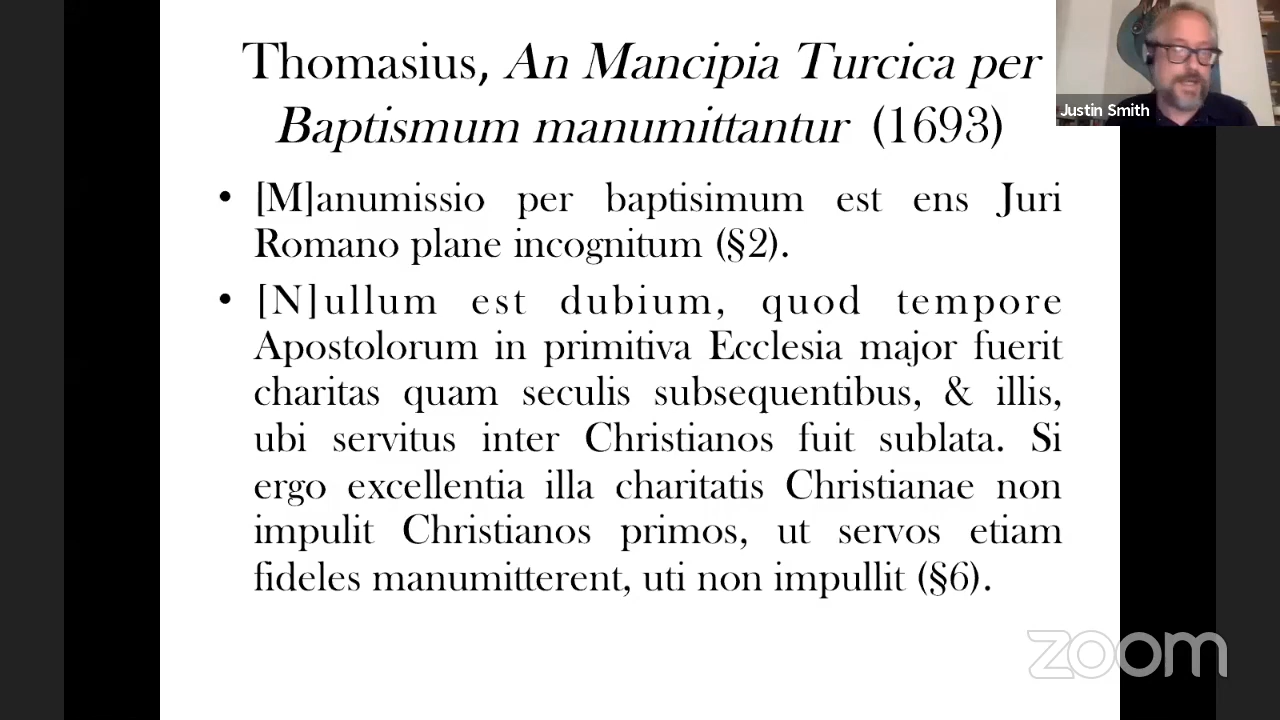 Thomasius, An Mancipia Turcica per
Baptismum manumittantur (1693)
• [M]anumissio per baptisimum est ens Juri
Romano plane incognitum (§2).
• [N]ullum est dubium, quod tempore
Apostolorum in primitiva Ecclesia major fuerit
charitas quam seculis subsequentibus, & illis,
ubi servitus inter Christianos fuit sublata. Si
ergo excellentia illa charitatis Christianae non
impulit Christianos primos, ut servos etiam
fideles manumitterent, uti non impullit (§6).
Justin Smith
zoom